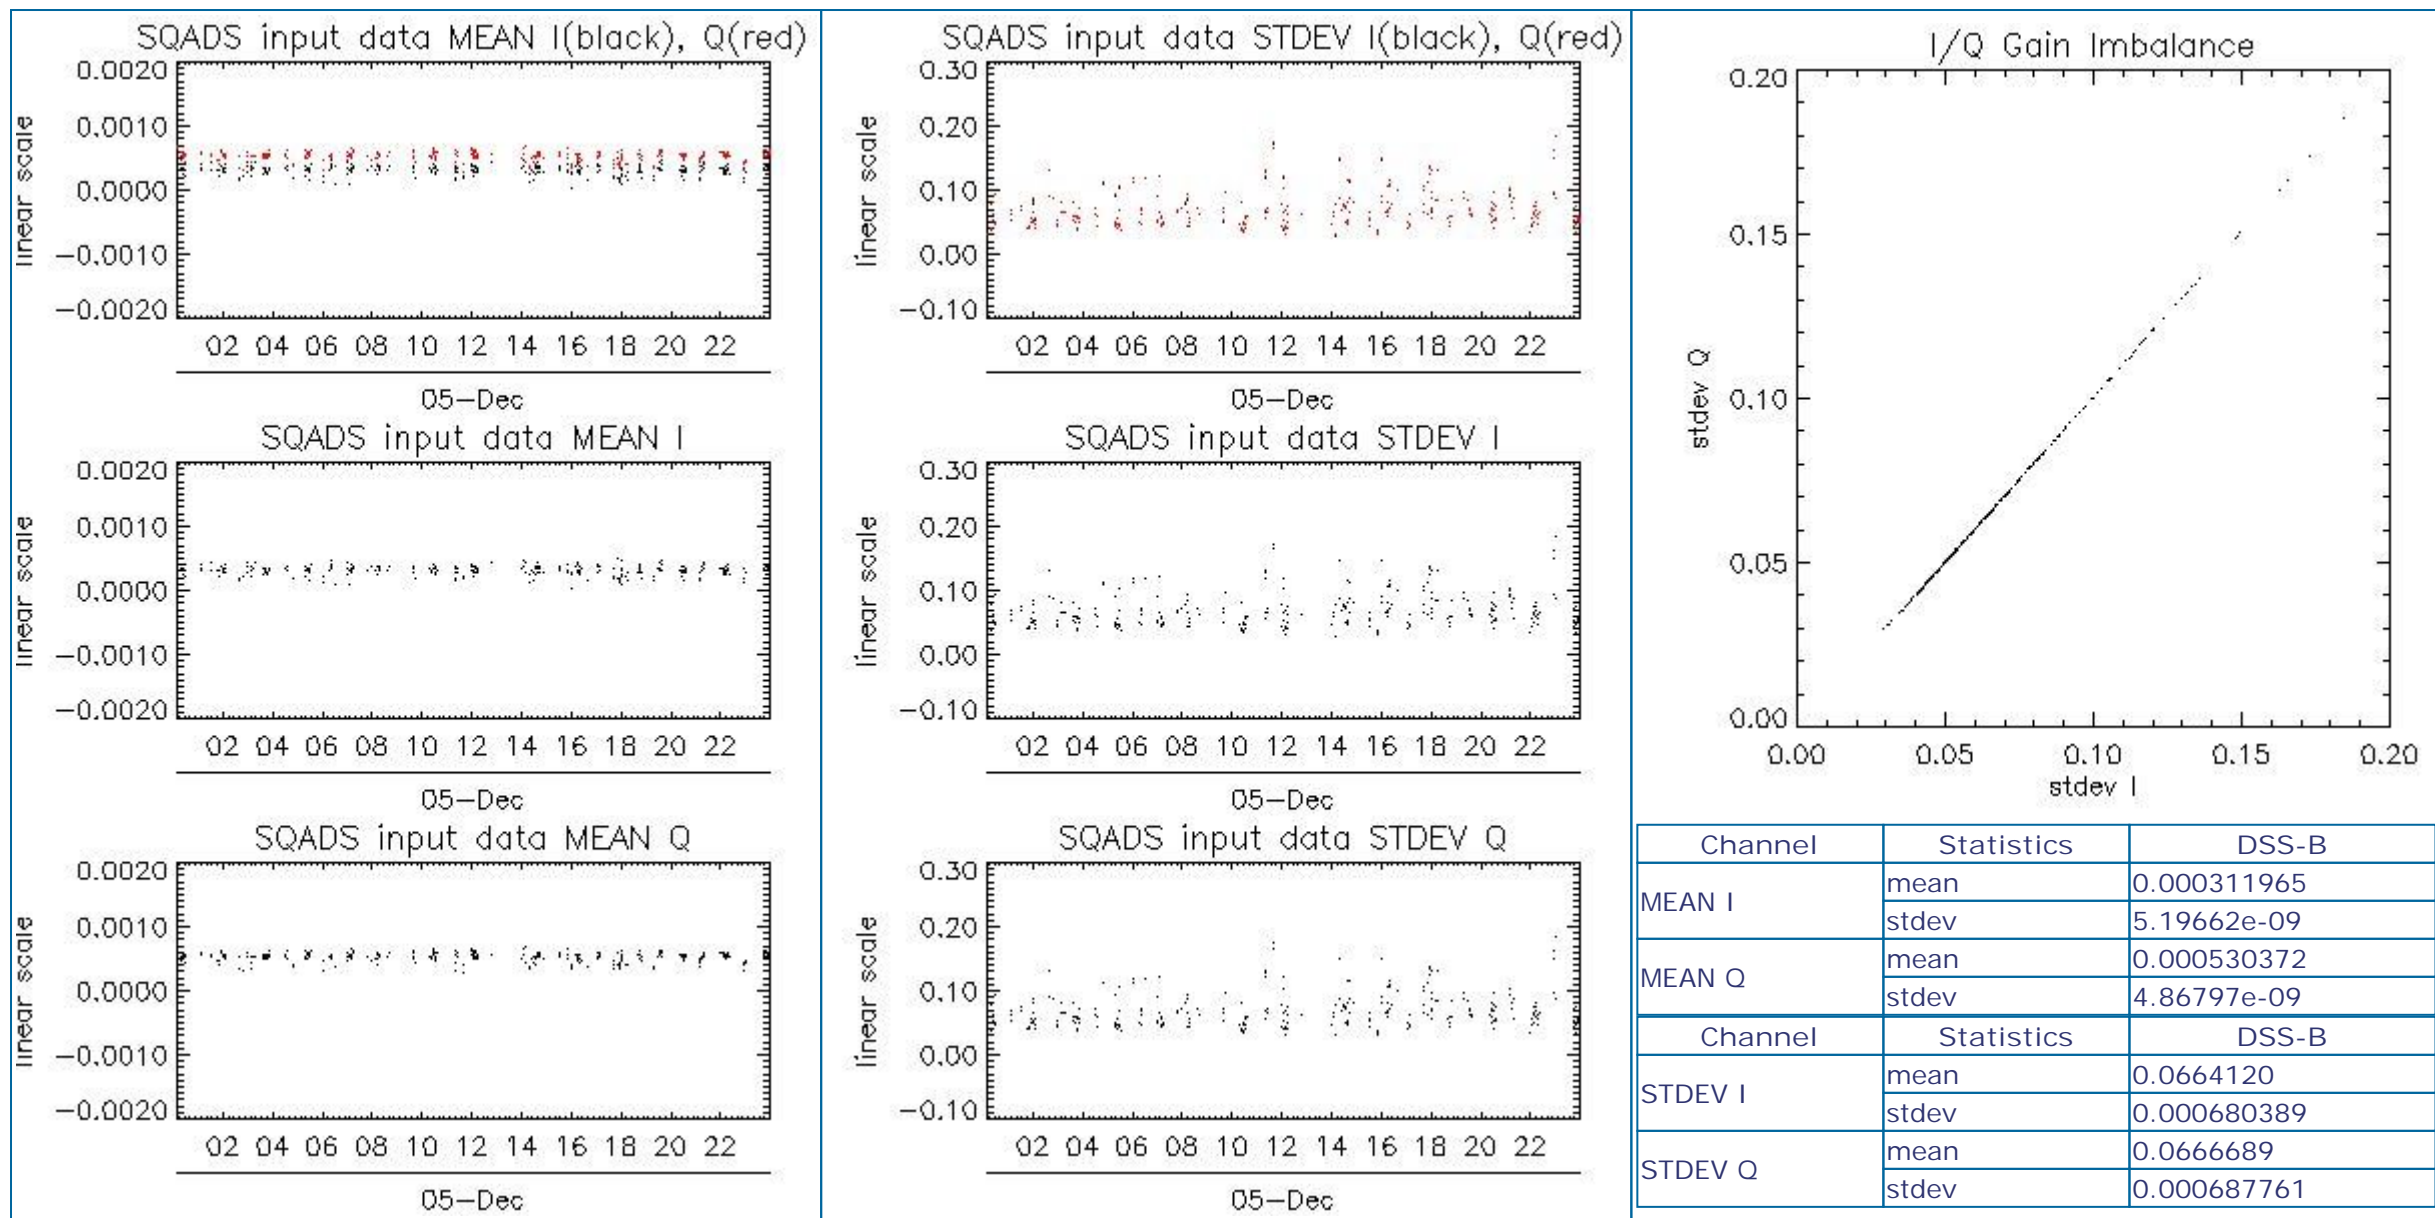 SQADS input data MEAN I(black), Q(red)
linear scale
0.0020
0.0010
0.0000
-0.0010
-0.0020
02 04 06 08 10 12 14 16 18 20 22
05-Dec
SQADS input data MEAN I
linear scale
0.0020
0.0010
0.0000
-0.0010
-0.0020
02 04 06 08 10 12 14 16 18 20 22
05-Dec
SQADS input data MEAN Q
linear scale
0.0020
0.0010
0.0000
-0.0010
-0.0020
02 04 06 08 10 12 14 16 18 20 22
05-Dec
SQADS input data STDEV I(black), Q(red)
linear scale
0.30
0.20
0.10
0.00
-0.10
02 04 06 08 10 12 14 16 18 20 22
05-Dec
SQADS input data STDEV I
linear scale
0.30
0.20
0.10
0.00
-0.10
02 04 06 08 10 12 14 16 18 20 22
05-Dec
SQADS input data STDEV Q
linear scale
0.30
0.20
0.10
0.00
-0.10
02 04 06 08 10 12 14 16 18 20 22
05-Dec
I/Q Gain Imbalance
stdev Q
0.20
0.15
0.10
0.05
0.00
0.00 0.05 0.10 0.15 0.20
stdev I
Channel Statistics DSS-B
MEAN I
mean 0.000311965
stdev 5.19662e-09
MEAN Q
mean 0.000530372
stdev 4.86797e-09
Channel Statistics DSS-B
STDEV I
mean 0.0664120
stdev 0.000680389
STDEV Q
mean 0.0666689
stdev 0.000687761